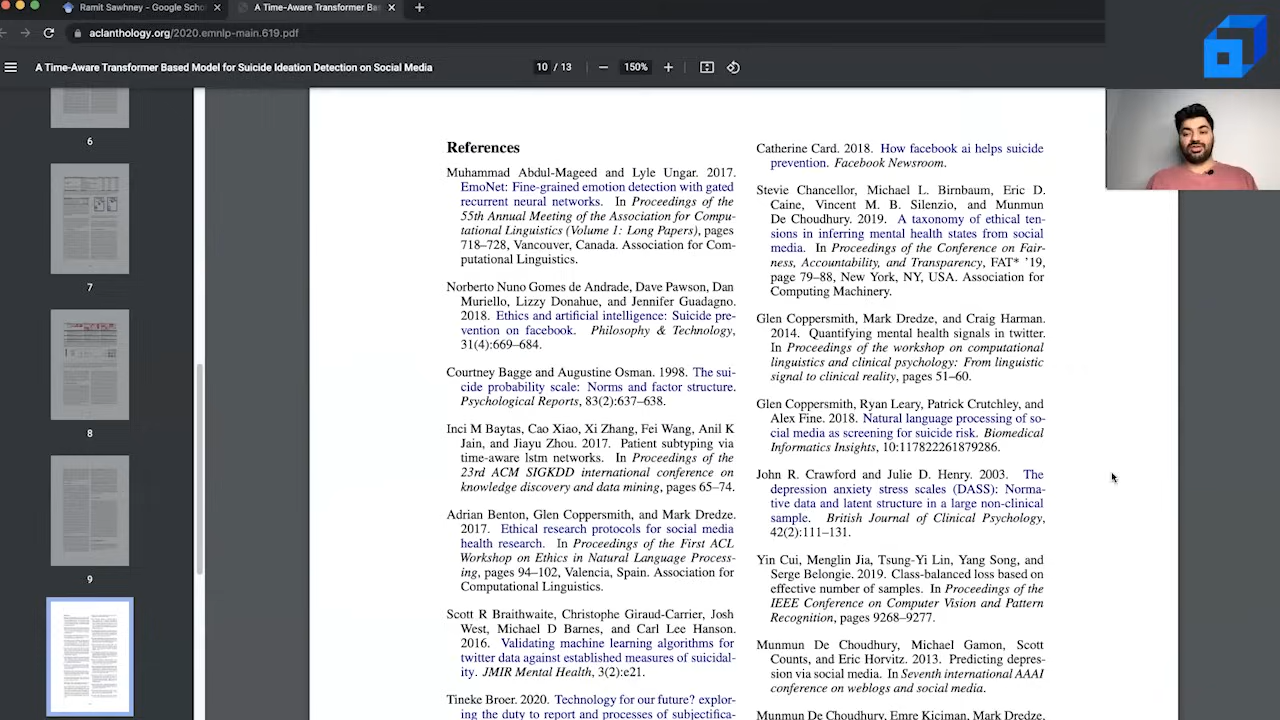 Ramit Sawhney – Google Scho
A Time-Aware Transformer Ba
aclanthology.org/2020.emnlp-main.619.pdf
A Time-Aware Transformer Based Model for Suicide Ideation Detection on Social Media
10 / 13
150%
6
7
8
9
References
Muhammad Abdul-Mageed and Lyle Ungar. 2017.
EmoNet: Fine-grained emotion detection with gated
recurrent neural networks. In Proceedings of the
55th Annual Meeting of the Association for Compu-
tational Linguistics (Volume 1: Long Papers), pages
718–728, Vancouver, Canada. Association for Com-
putational Linguistics.
Norberto Nuno Gomes de Andrade, Dave Pawson, Dan
Muriello, Lizzy Donahue, and Jennifer Guadagno.
2018. Ethics and artificial intelligence: Suicide pre-
vention on facebook. Philosophy & Technology,
31(4):669–684.
Courtney Bagge and Augustine Osman. 1998. The sui-
cide probability scale: Norms and factor structure.
Psychological Reports, 83(2):637–638.
Inci M Baytas, Cao Xiao, Xi Zhang, Fei Wang, Anil K
Jain, and Jiayu Zhou. 2017. Patient subtyping via
time-aware lstm networks. In Proceedings of the
23rd ACM SIGKDD international conference on
knowledge discovery and data mining, pages 65–74.
Adrian Benton, Glen Coppersmith, and Mark Dredze.
2017. Ethical research protocols for social media
health research. In Proceedings of the First ACL
Workshop on Ethics in Natural Language Process-
ing, pages 94–102, Valencia, Spain. Association for
Computational Linguistics.
Scott R Braithwaite, Christophe Giraud-Carrier, Josh
West, Michael D Barnes, and Carl Lee Hanson.
2016. Validating machine learning algorithms for
twitter data against established measures of suicidal-
ity. JMIR Mental Health, 3(2):e21.
Tineke Broer. 2020. Technology for our future? explor-
ing the duty to report and processes of subjectifica-
Catherine Card. 2018. How facebook ai helps suicide
prevention. Facebook Newsroom.
Stevie Chancellor, Michael L. Birnbaum, Eric D.
Caine, Vincent M. B. Silenzio, and Munmun
De Choudhury. 2019. A taxonomy of ethical ten-
sions in inferring mental health states from social
media. In Proceedings of the Conference on Fair-
ness, Accountability, and Transparency, FAT* ’19,
page 79–88, New York, NY, USA. Association for
Computing Machinery.
Glen Coppersmith, Mark Dredze, and Craig Harman.
2014. Quantifying mental health signals in twitter.
In Proceedings of the workshop on computational
linguistics and clinical psychology: From linguistic
signal to clinical reality, pages 51–60.
Glen Coppersmith, Ryan Leary, Patrick Crutchley, and
Alex Fine. 2018. Natural language processing of so-
cial media as screening for suicide risk. Biomedical
Informatics Insights, 10:117822261879286.
John R. Crawford and Julie D. Henry. 2003. The
depression anxiety stress scales (DASS): Norma-
tive data and latent structure in a large non-clinical
sample. British Journal of Clinical Psychology,
42(2):111–131.
Yin Cui, Menglin Jia, Tsung-Yi Lin, Yang Song, and
Serge Belongie. 2019. Class-balanced loss based on
effective number of samples. In Proceedings of the
IEEE Conference on Computer Vision and Pattern
Recognition, pages 9268–9277.
Munmun De Choudhury, Michael Gamon, Scott
Counts, and Eric Horvitz. 2013. Predicting depres-
sion via social media. In Seventh international AAAI
conference on weblogs and social media.
Munmun De Choudhury, Emre Kiciman, Mark Dredze,